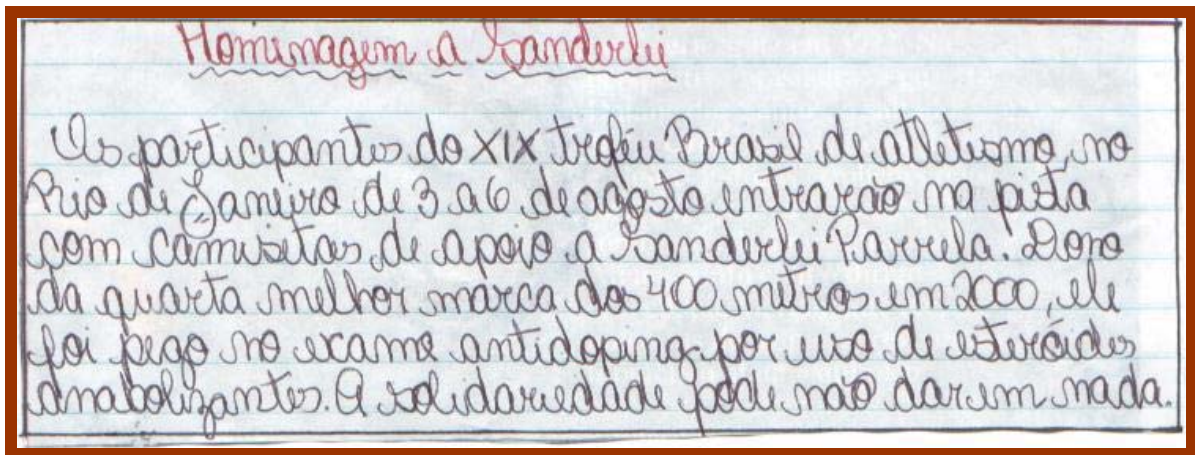 Homenagem a Sanderlei
Os participantes do XIX troféu Brasil de atletismo, no
Rio de Janeiro de 3 a 6 de agosto entrarão na pista
com camisetas de apoio a Sanderlei Parrela. Dono
da quarta melhor marca dos 400 metros em 2000, ele
foi pego no exame antidoping por uso de esteróides
anabolizantes. A solidariedade pode não dar em nada.